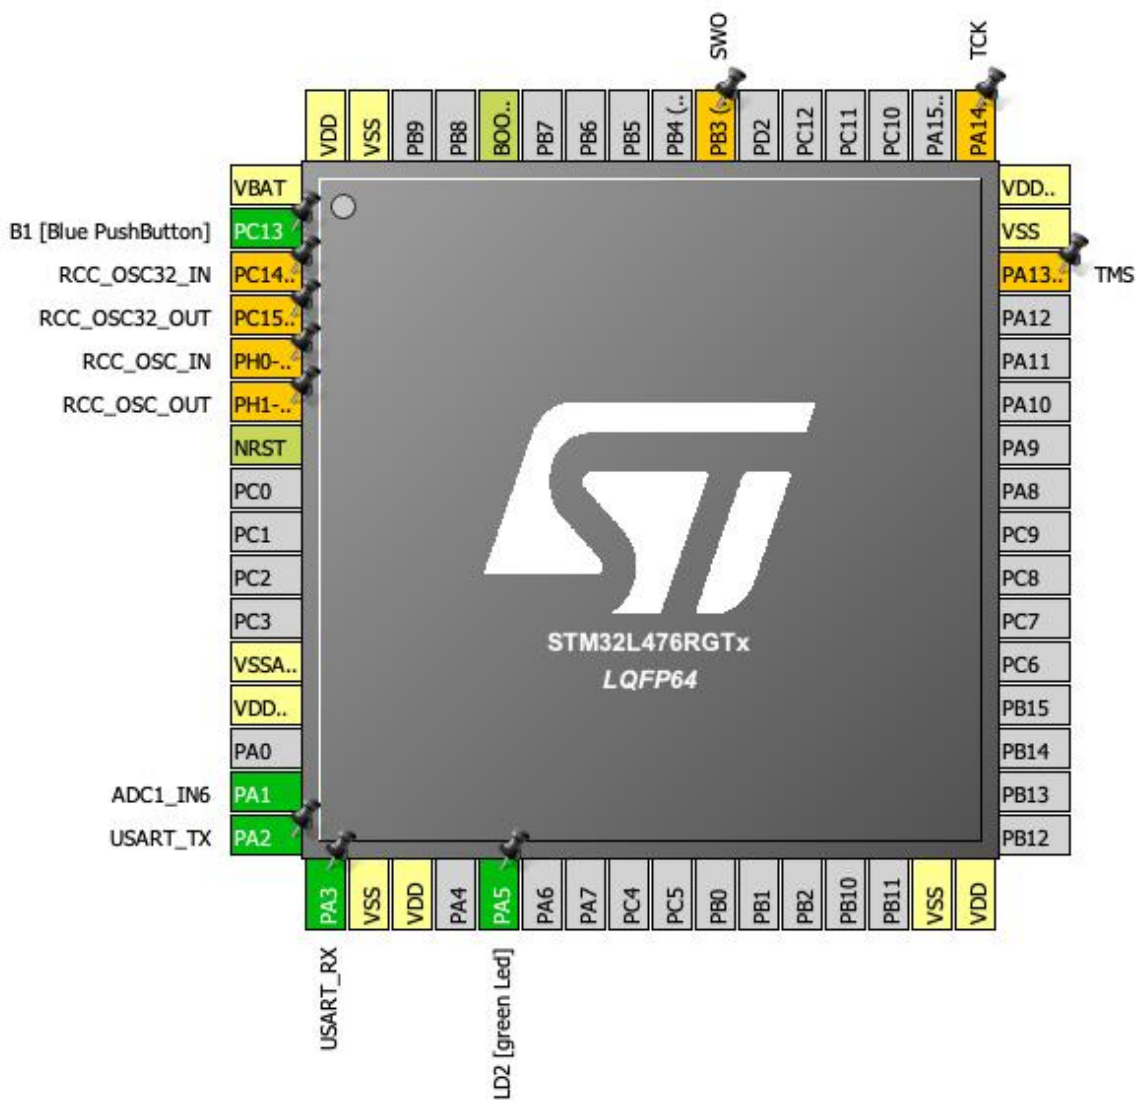 SWO
TCK
VDD
VSS
PB9
PB8
BOO..
PB7
PB6
PB5
PB4 (..
PB3 (..
PD2
PC12
PC11
PC10
PA15..
PA14..
VBAT
B1 [Blue PushButton] PC13
RCC_OSC32_IN PC14..
RCC_OSC32_OUT PC15..
RCC_OSC_IN PH0-..
RCC_OSC_OUT PH1-..
NRST
PC0
PC1
PC2
PC3
VSSA..
VDD..
PA0
ADC1_IN6 PA1
USART_TX PA2
STM32L476RGTx
LQFP64
VDD..
VSS
PA13.. TMS
PA12
PA11
PA10
PA9
PA8
PC9
PC8
PC7
PC6
PB15
PB14
PB13
PB12
PA3
VSS
VDD
PA4
PA5
PA6
PA7
PC4
PC5
PB0
PB1
PB2
PB10
PB11
VSS
VDD
USART_RX
LD2 [green Led]